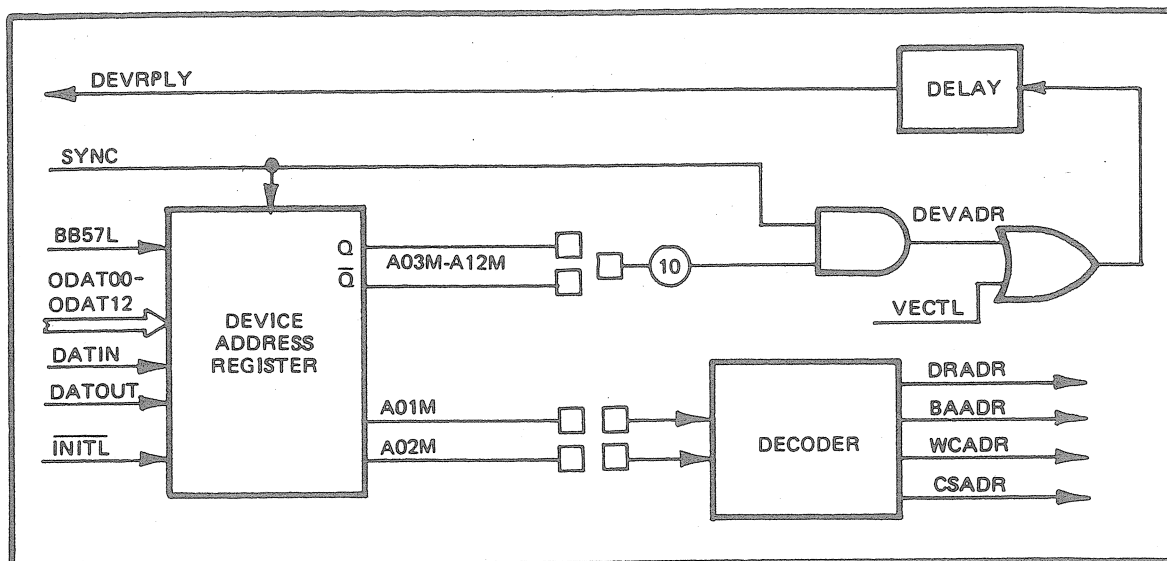 DEVRPLY
DELAY
SYNC
DEVADR
BB57L
Q
A03M-A12M
Q̅
10
ODAT00-
ODAT12
VECTL
DEVICE
ADDRESS
REGISTER
DATIN
DATOUT
I̅N̅I̅T̅L̅
A01M
A02M
DECODER
DRADR
BAADR
WCADR
CSADR